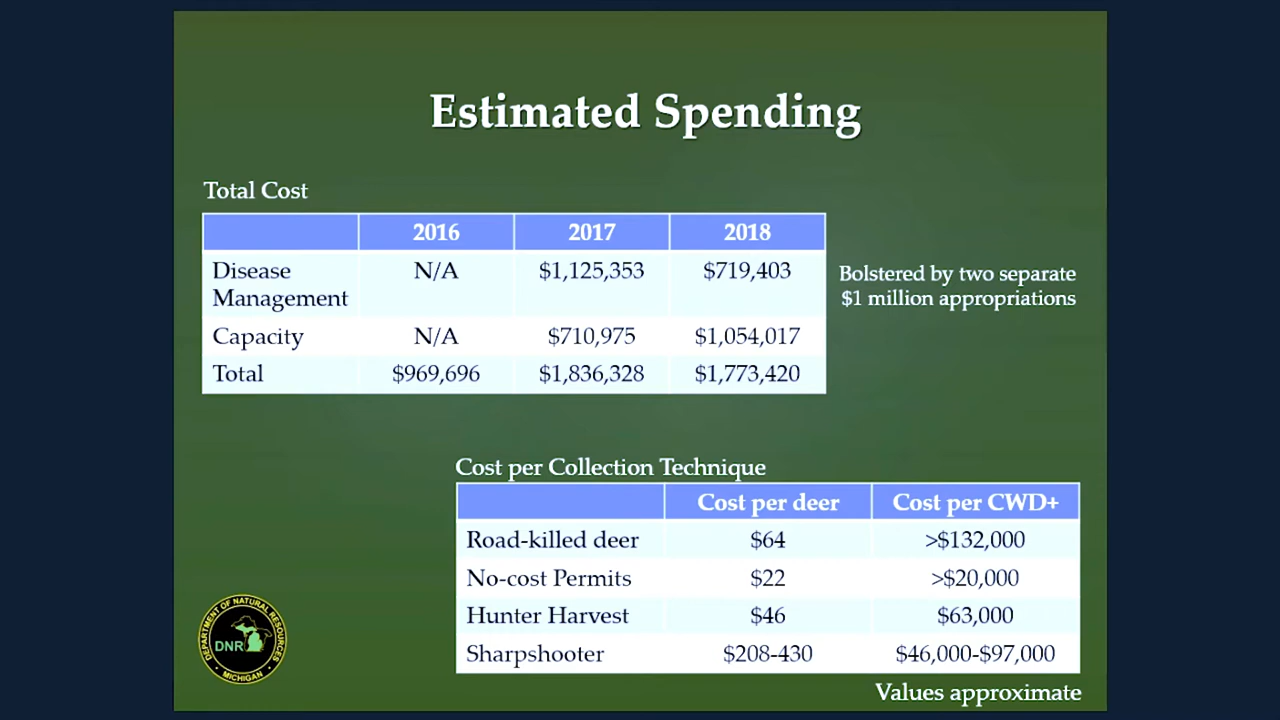 Estimated Spending
Total Cost
2016 2017 2018
Disease Management N/A $1,125,353 $719,403
Capacity N/A $710,975 $1,054,017
Total $969,696 $1,836,328 $1,773,420
Bolstered by two separate
$1 million appropriations
Cost per Collection Technique
Cost per deer Cost per CWD+
Road-killed deer $64 >$132,000
No-cost Permits $22 >$20,000
Hunter Harvest $46 $63,000
Sharpshooter $208-430 $46,000-$97,000
Values approximate
DEPARTMENT OF NATURAL RESOURCES
DNR
MICHIGAN